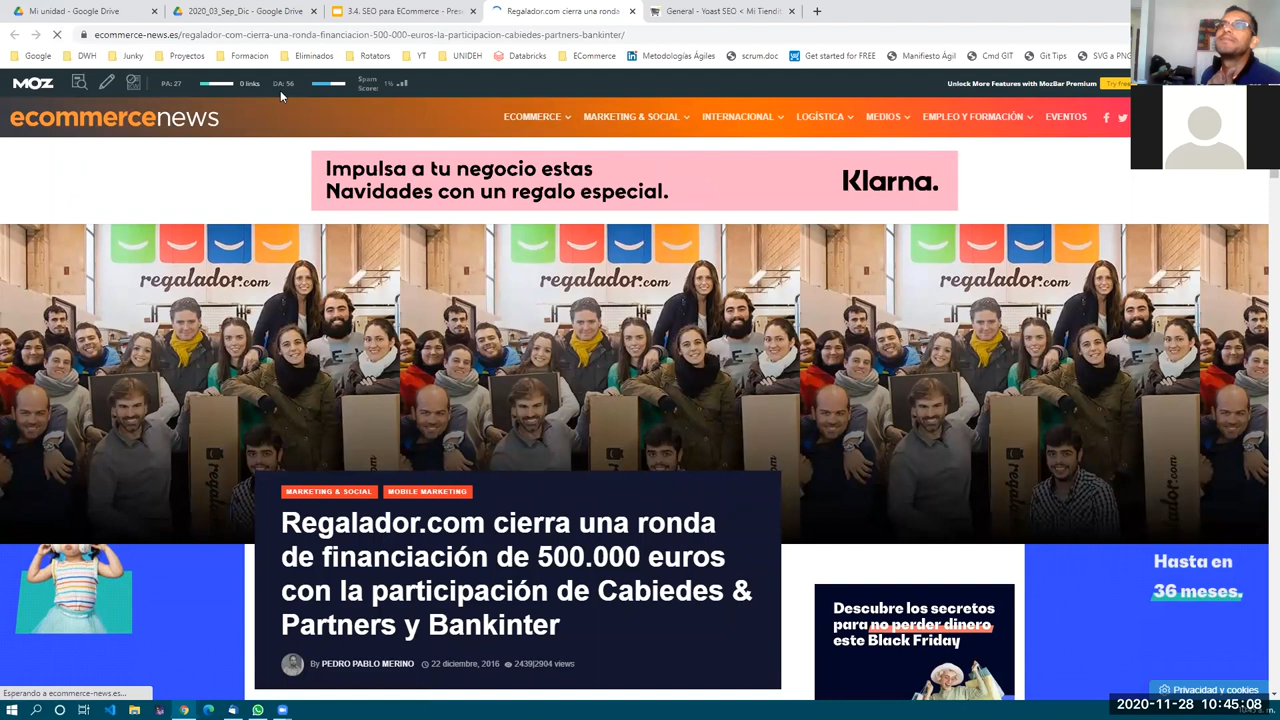 Mi unidad - Google Drive
2020_03_Sep_Dic - Google Drive
3.4. SEO para ECommerce - Prese
Regalador.com cierra una ronda
General - Yoast SEO < Mi Tiendit
ecommerce-news.es/regalador-com-cierra-una-ronda-financiacion-500-000-euros-la-participacion-cabiedes-partners-bankinter/
Google
DWH
Junky
Proyectos
Formacion
Eliminados
Rotators
YT
UNIDEH
Databricks
ECommerce
Metodologías Ágiles
scrum.doc
Get started for FREE
Manifiesto Ágil
Cmd GIT
Git Tips
SVG a PNG
MOZ
PA: 27
0 links
DA: 56
Spam
Score:
1%
Unlock More Features with MozBar Premium
Try free
ecommercenews
ECOMMERCE
MARKETING & SOCIAL
INTERNACIONAL
LOGÍSTICA
MEDIOS
EMPLEO Y FORMACIÓN
EVENTOS
Impulsa a tu negocio estas
Navidades con un regalo especial.
Klarna.
regalador.com
regalador.com
regalador.com
MARKETING & SOCIAL
MOBILE MARKETING
Regalador.com cierra una ronda
de financiación de 500.000 euros
con la participación de Cabiedes &
Partners y Bankinter
By PEDRO PABLO MERINO
22 diciembre, 2016
2439|2904 views
Descubre los secretos
para no perder dinero
este Black Friday
Hasta en
36 meses.
Esperando a ecommerce-news.es...
Privacidad y cookies
2020-11-28 10:45:08